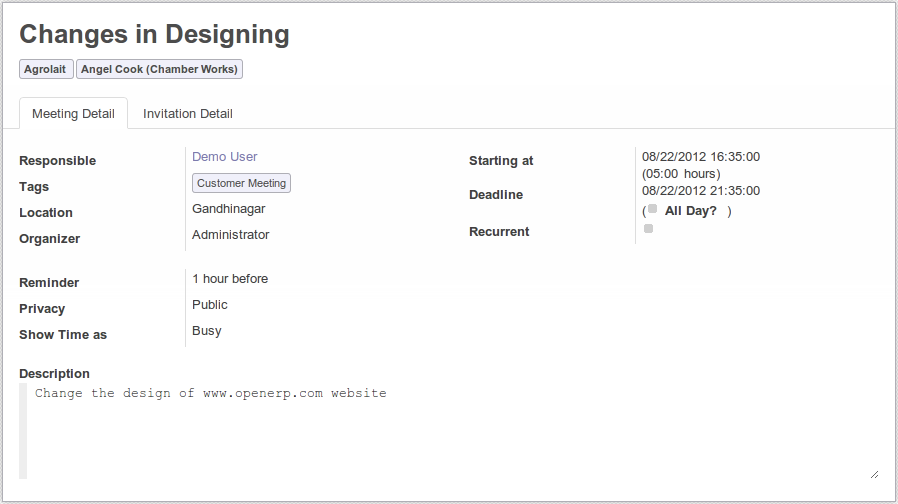 Changes in Designing
Agrolait Angel Cook (Chamber Works)
Meeting Detail Invitation Detail
Responsible Demo User
Tags Customer Meeting
Location Gandhinagar
Organizer Administrator
Starting at 08/22/2012 16:35:00
(05:00 hours)
Deadline 08/22/2012 21:35:00
( All Day? )
Recurrent
Reminder 1 hour before
Privacy Public
Show Time as Busy
Description
Change the design of www.openerp.com website